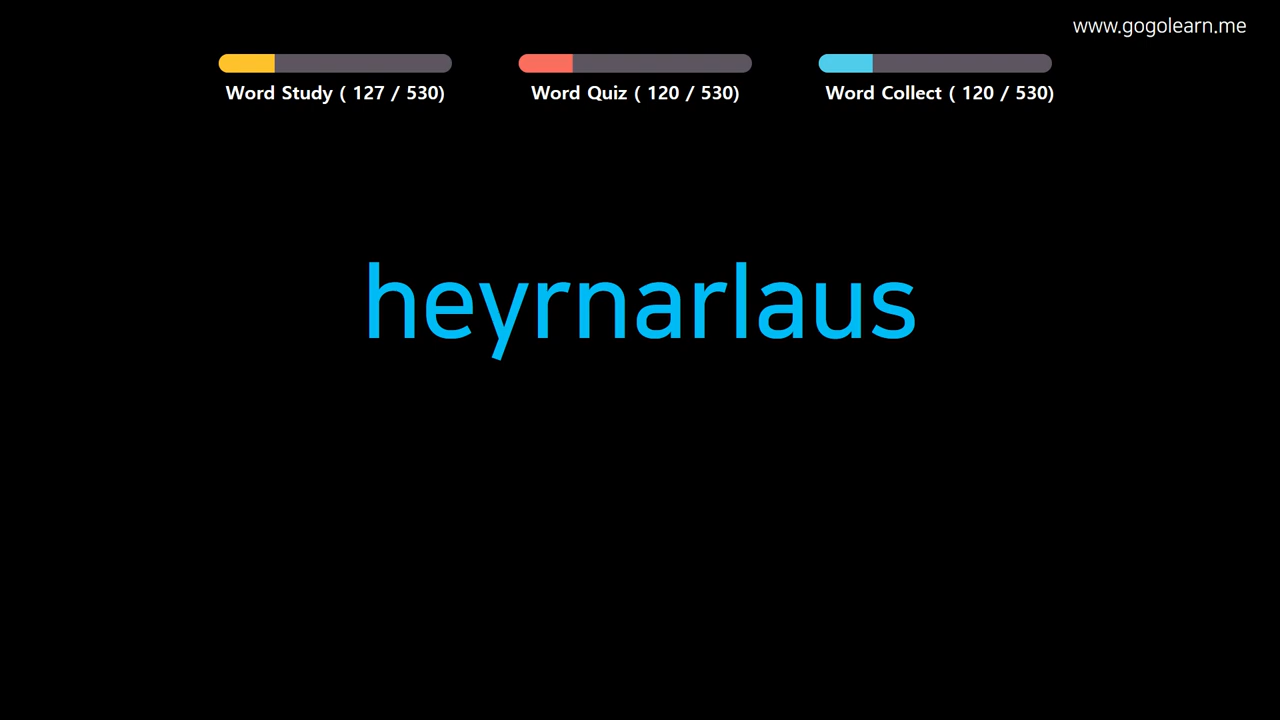 www.gogolearn.me
Word Study ( 127 / 530)
Word Quiz ( 120 / 530)
Word Collect ( 120 / 530)
heyrnarlaus